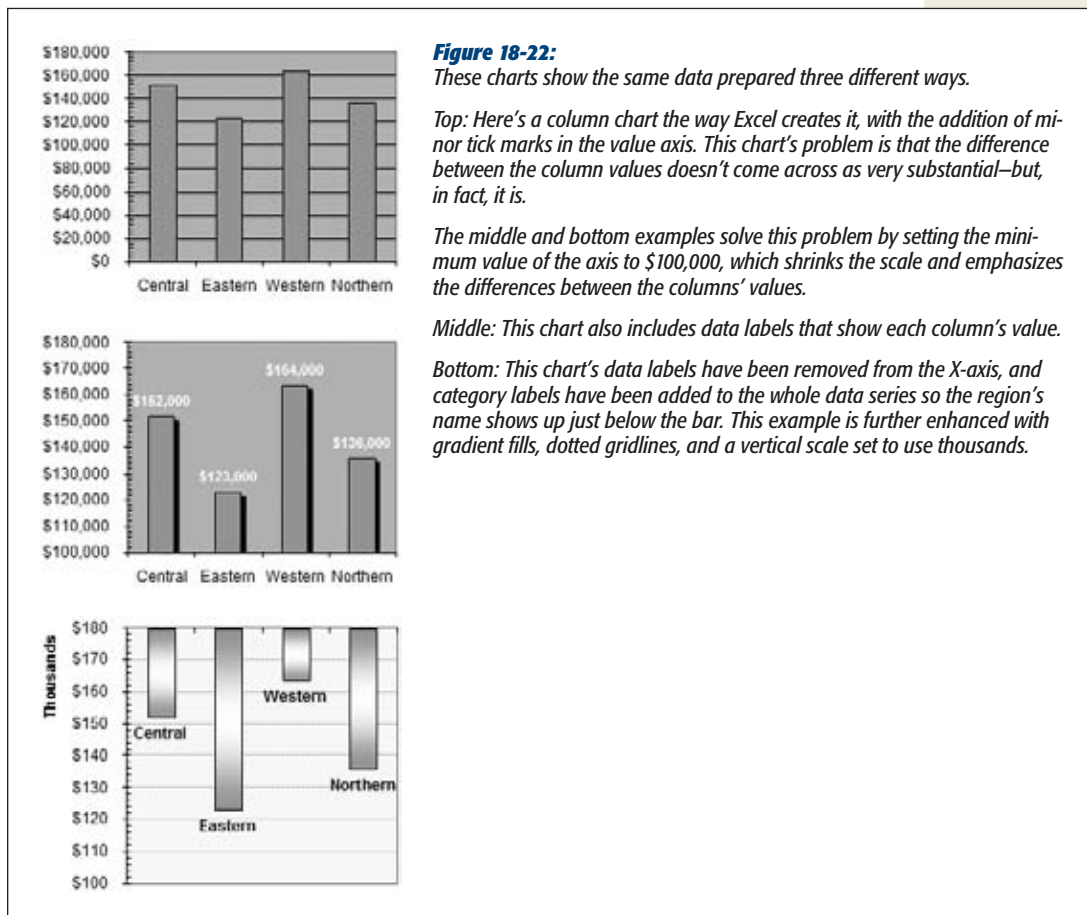 Figure 18-22:
These charts show the same data prepared three different ways.
Top: Here's a column chart the way Excel creates it, with the addition of mi-
nor tick marks in the value axis. This chart's problem is that the difference
between the column values doesn't come across as very substantial—but,
in fact, it is.
The middle and bottom examples solve this problem by setting the mini-
mum value of the axis to $100,000, which shrinks the scale and emphasizes
the differences between the columns' values.
Middle: This chart also includes data labels that show each column's value.
Bottom: This chart's data labels have been removed from the X-axis, and
category labels have been added to the whole data series so the region's
name shows up just below the bar. This example is further enhanced with
gradient fills, dotted gridlines, and a vertical scale set to use thousands.
$180,000
$160,000
$140,000
$120,000
$100,000
$80,000
$60,000
$40,000
$20,000
$0
Central Eastern Western Northern
$180,000
$170,000
$160,000
$150,000
$140,000
$130,000
$120,000
$110,000
$100,000
$152,000
$123,000
$164,000
$136,000
Central Eastern Western Northern
Thousands
$180
$170
$160
$150
$140
$130
$120
$110
$100
Central
Eastern
Western
Northern